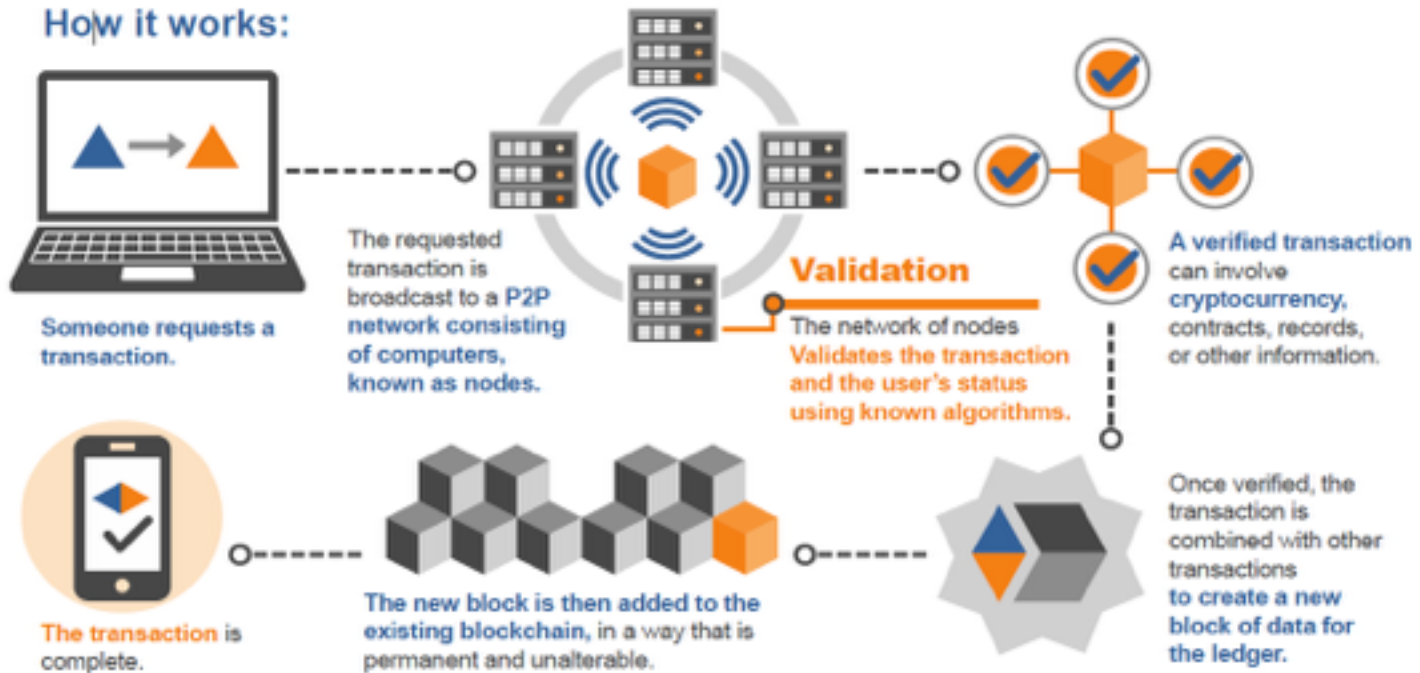 How it works:
Someone requests a
transaction.
The requested
transaction is
broadcast to a P2P
network consisting
of computers,
known as nodes.
Validation
The network of nodes
Validates the transaction
and the user's status
using known algorithms.
A verified transaction
can involve
cryptocurrency,
contracts, records,
or other information.
Once verified, the
transaction is
combined with other
transactions
to create a new
block of data for
the ledger.
The new block is then added to the
existing blockchain, in a way that is
permanent and unalterable.
The transaction is
complete.